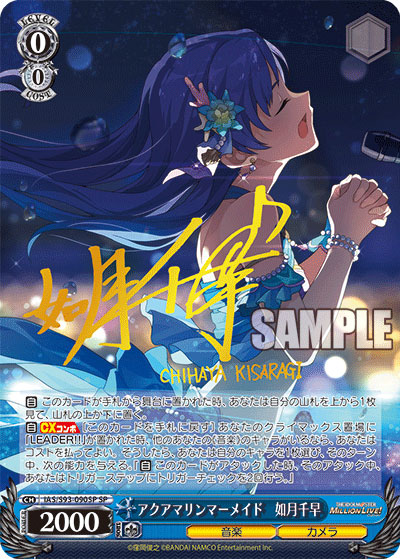 LEVEL
0
0
COST
如月千早
CHIHAYA KISARAGI
SAMPLE
自 このカードが手札から舞台に置かれた時、あなたは自分の山札を上から1枚
見て、山札の上か下に置く。
自 CXコンボ [このカードを手札に戻す] あなたのクライマックス置場に
「LEADER!!」が置かれた時、他のあなたの《音楽》のキャラがいるなら、あなたは
コストを払ってよい。そうしたら、あなたは自分のキャラを1枚選び、そのター
ン中、次の能力を与える。『自 このカードがアタックした時、そのアタック中、あな
たはトリガーステップにトリガーチェックを2回行う。』
CH
IAS/S93-090SP SP
アクアマリンマーメイド 如月千早
THE IDOLM@STER
MILLION LIVE!
POWER
2000
SOUL
音楽
カメラ
©窪岡俊之 ©BANDAI NAMCO Entertainment Inc.